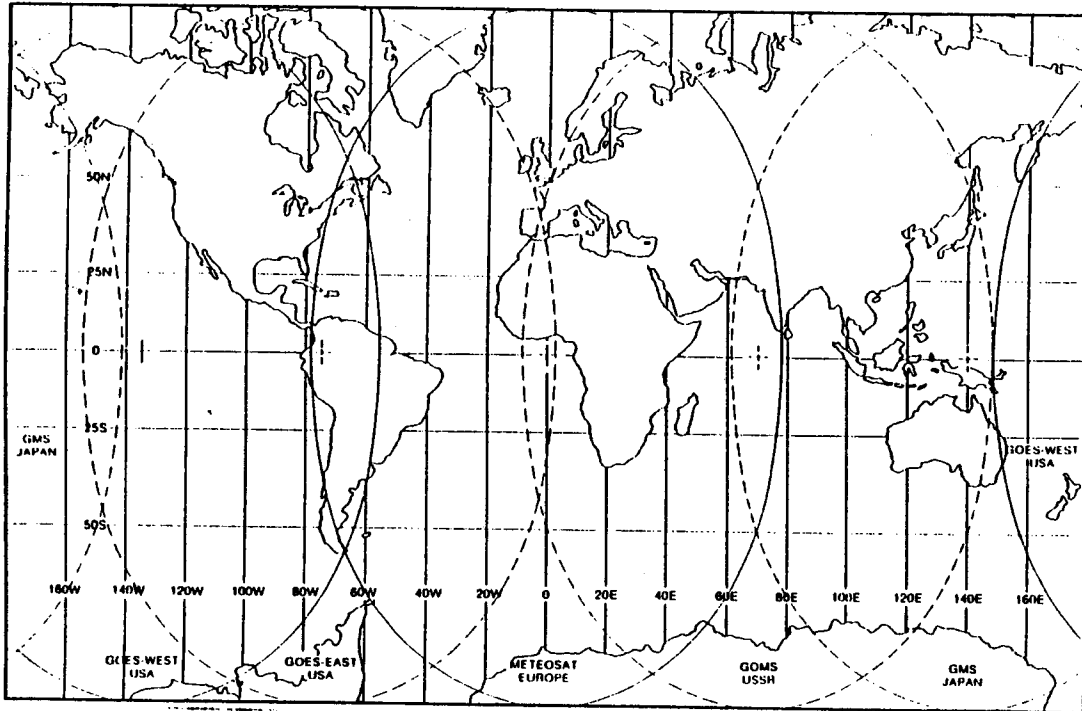 50N
25N
0
25S
GMS
JAPAN
GOES-WEST
USA
50S
160W 140W 120W 100W 80W 60W 40W 20W 0 20E 40E 60E 80E 100E 120E 140E 160E
GOES-WEST
USA
GOES-EAST
USA
METEOSAT
EUROPE
GOMS
USSR
GMS
JAPAN